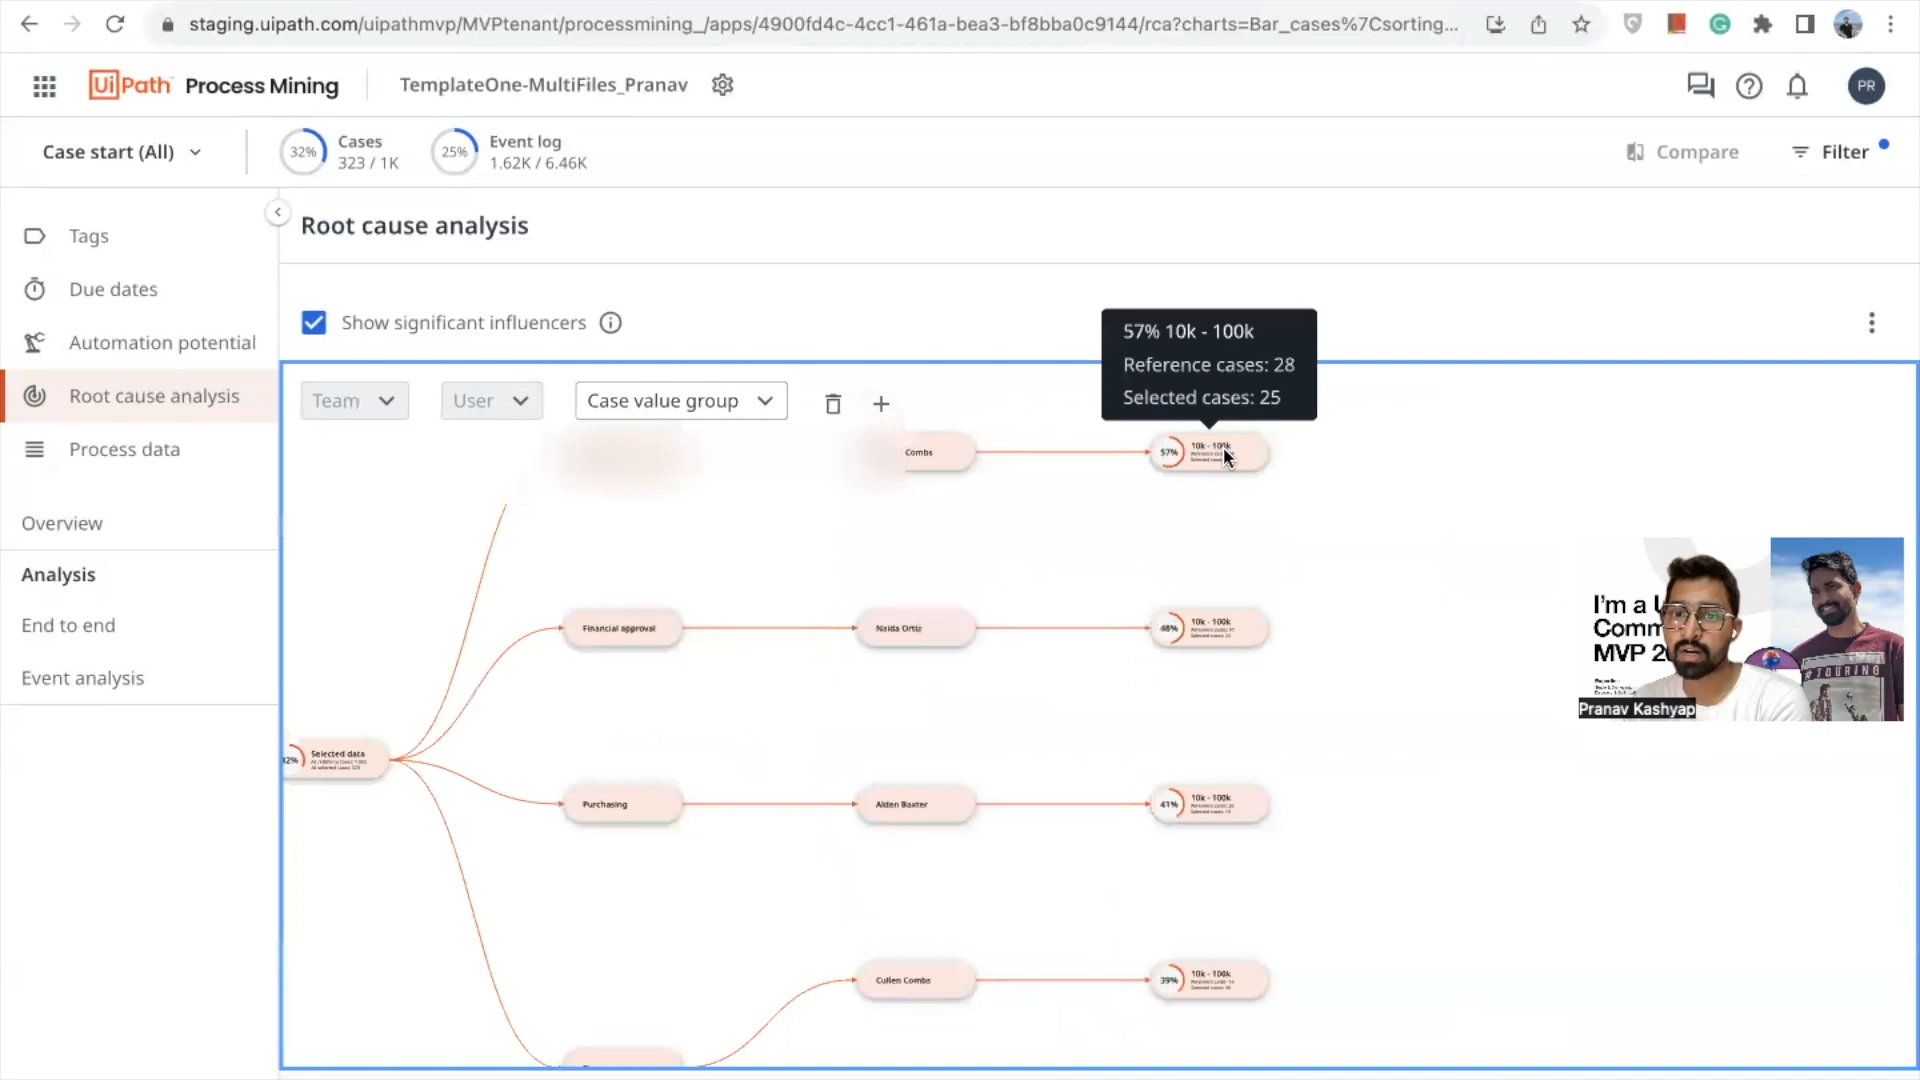 staging.uipath.com/uipathmvp/MVPtenant/processmining_/apps/4900fd4c-4cc1-461a-bea3-bf8bba0c9144/rca?charts=Bar_cases%7Csorting...
UiPath Process Mining
TemplateOne-MultiFiles_Pranav
PR
Case start (All)
32%
Cases
323 / 1K
25%
Event log
1.62K / 6.46K
Compare
Filter
Tags
Due dates
Automation potential
Root cause analysis
Process data
Overview
Analysis
End to end
Event analysis
Root cause analysis
Show significant influencers
57% 10k - 100k
Reference cases: 28
Selected cases: 25
Team
User
Case value group
Combs
57%
10k - 100k
Financial approval
Naida Ortiz
48%
10k - 100k
Selected data
Purchasing
Alden Baxter
41%
10k - 100k
Cullen Combs
39%
10k - 100k
I'm a
Comm
MVP
#TOURING
Pranav Kashyap